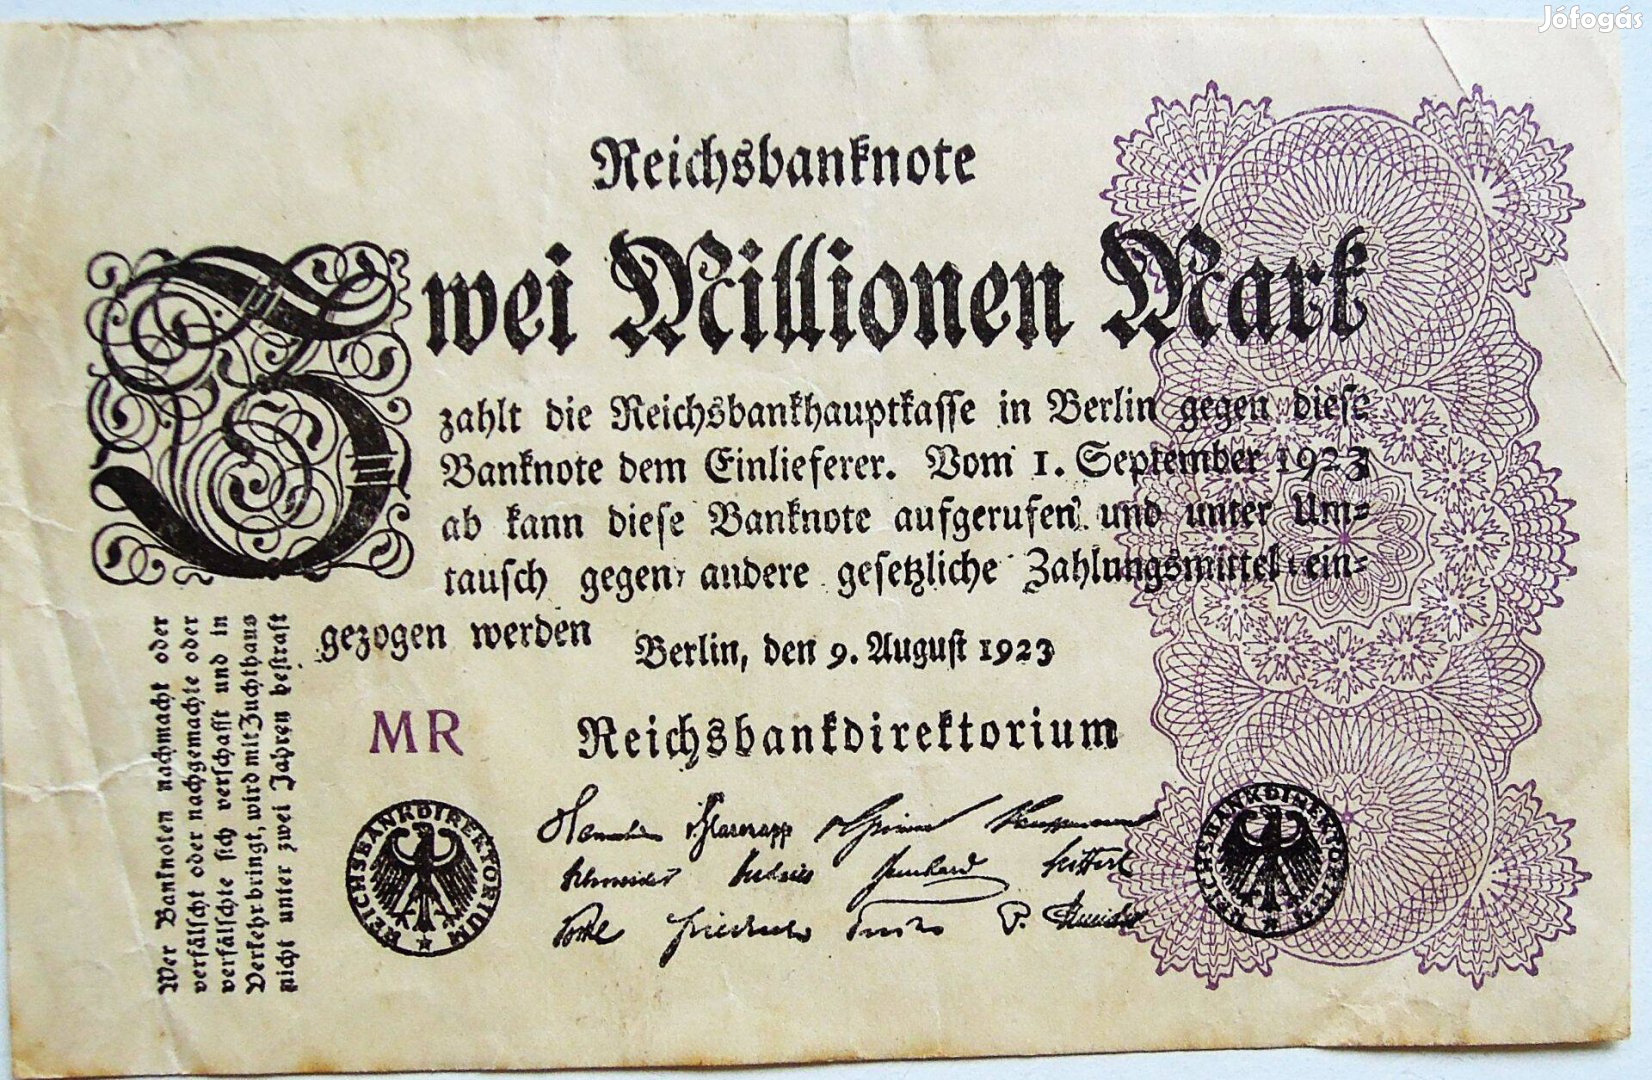 Jófogás
Reichsbanknote
Zwei Millionen Mark
zahlt die Reichsbankhauptkasse in Berlin gegen diese
Banknote dem Einlieferer. Vom 1. September 1923
ab kann diese Banknote aufgerufen und unter Um-
tausch gegen andere gesetzliche Zahlungsmittel ein-
gezogen werden
Berlin, den 9. August 1923
MR
Reichsbankdirektorium
Wer Banknoten nachmacht oder
verfälscht oder nachgemachte oder
verfälschte sich verschafft und in
Verkehr bringt, wird mit Zuchthaus
nicht unter zwei Jahren bestraft
REICHSBANKDIREKTORIUM
REICHSBANKDIREKTORIUM
v. Glasenapp
Schneider